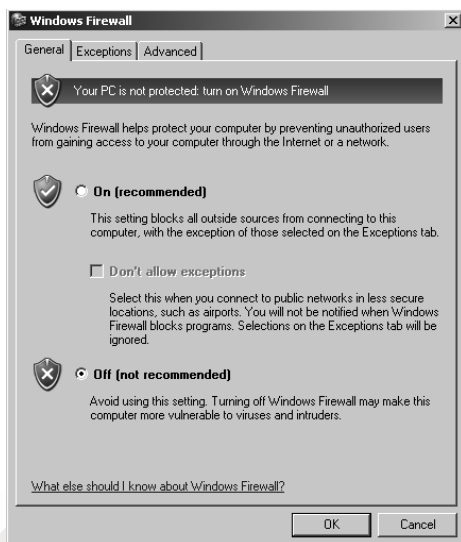 Windows Firewall
General Exceptions Advanced
Your PC is not protected: turn on Windows Firewall
Windows Firewall helps protect your computer by preventing unauthorized users
from gaining access to your computer through the Internet or a network.
On (recommended)
This setting blocks all outside sources from connecting to this
computer, with the exception of those selected on the Exceptions tab.
Don't allow exceptions
Select this when you connect to public networks in less secure
locations, such as airports. You will not be notified when Windows
Firewall blocks programs. Selections on the Exceptions tab will be
ignored.
Off (not recommended)
Avoid using this setting. Turning off Windows Firewall may make this
computer more vulnerable to viruses and intruders.
What else should I know about Windows Firewall?
OK Cancel